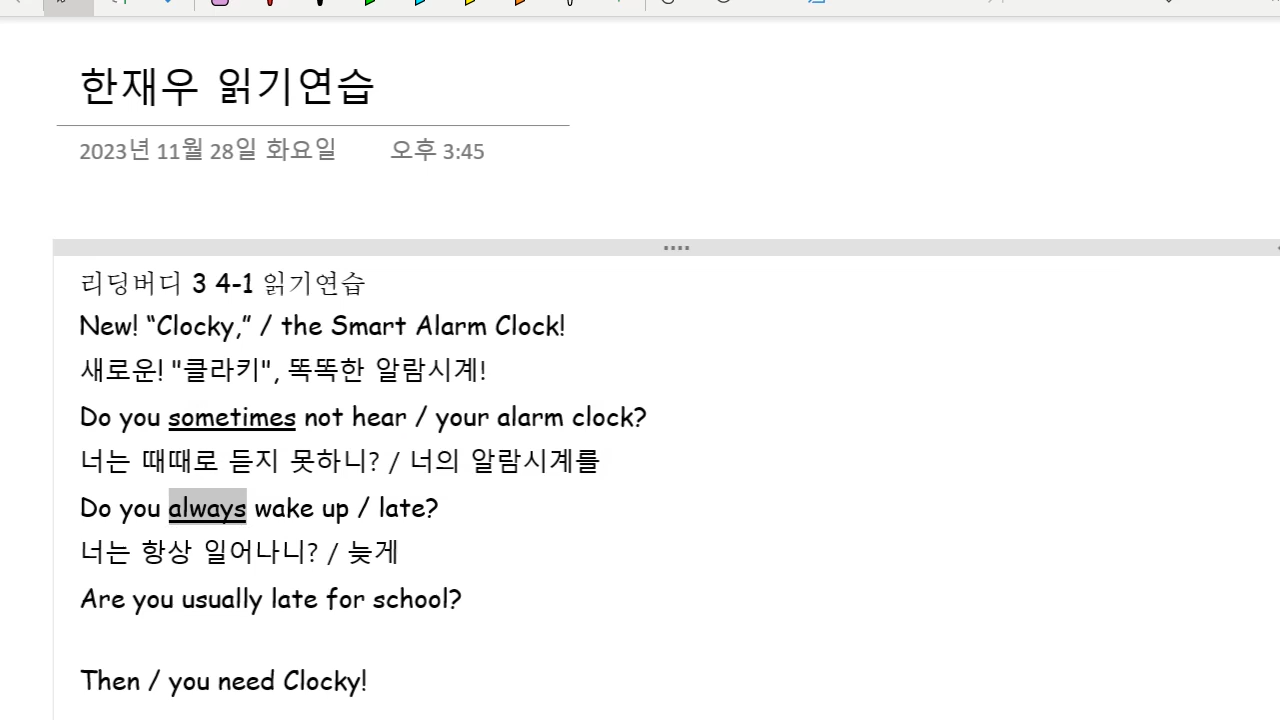 한재우 읽기연습
2023년 11월 28일 화요일 오후 3:45
리딩버디 3 4-1 읽기연습
New! “Clocky,” / the Smart Alarm Clock!
새로운! "클라키", 똑똑한 알람시계!
Do you sometimes not hear / your alarm clock?
너는 때때로 듣지 못하니? / 너의 알람시계를
Do you always wake up / late?
너는 항상 일어나니? / 늦게
Are you usually late for school?
Then / you need Clocky!